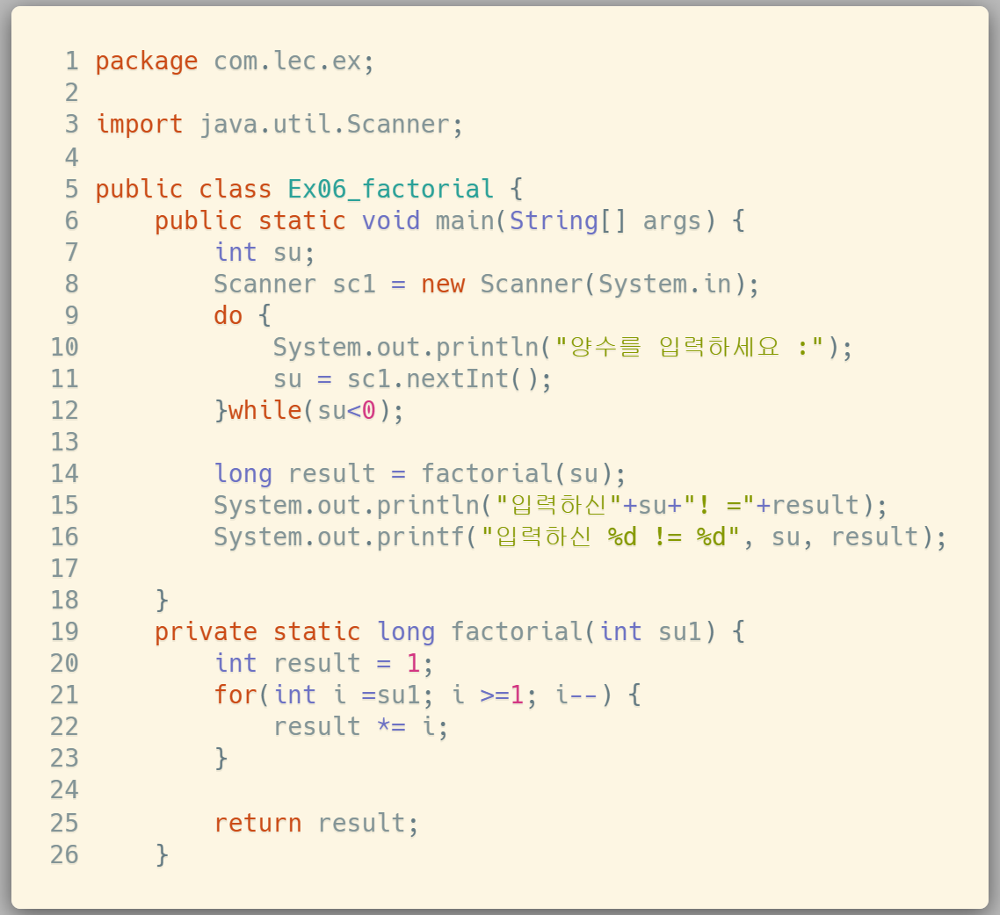 1 package com.lec.ex;
2
3 import java.util.Scanner;
4
5 public class Ex06_factorial {
6     public static void main(String[] args) {
7         int su;
8         Scanner sc1 = new Scanner(System.in);
9         do {
10             System.out.println("양수를 입력하세요 :");
11             su = sc1.nextInt();
12         }while(su<0);
13
14         long result = factorial(su);
15         System.out.println("입력하신"+su+"! ="+result);
16         System.out.printf("입력하신 %d != %d", su, result);
17
18     }
19     private static long factorial(int su1) {
20         int result = 1;
21         for(int i =su1; i >=1; i--) {
22             result *= i;
23         }
24
25         return result;
26     }